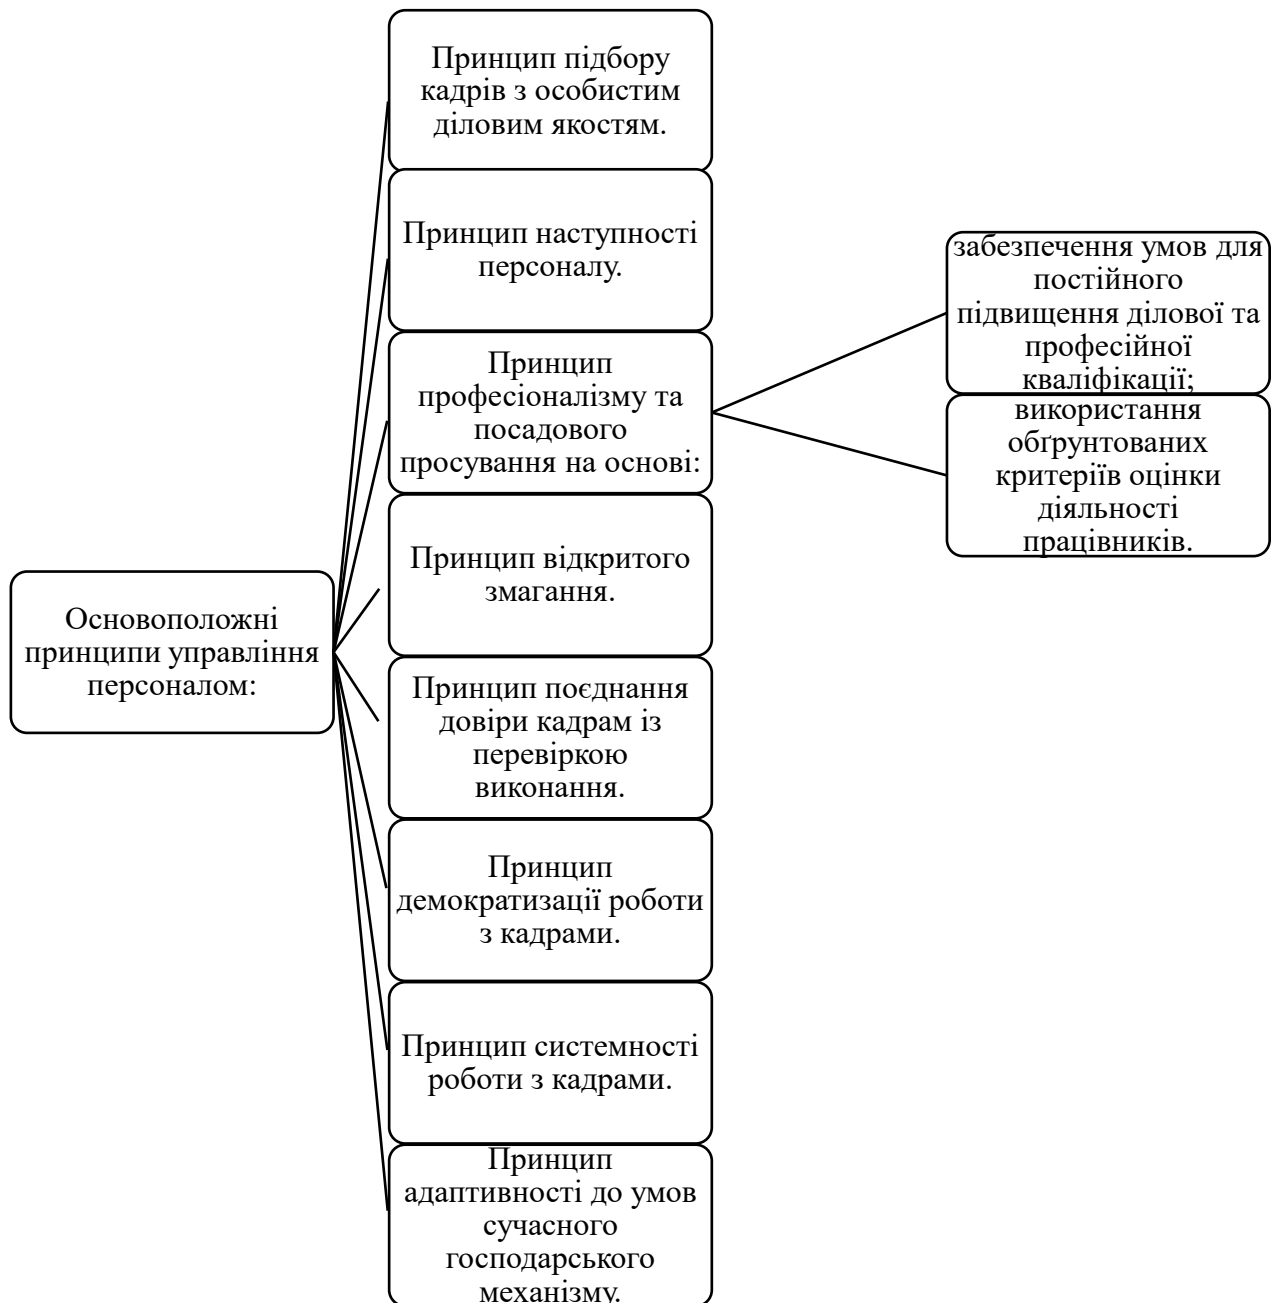 Основоположні
принципи управління
персоналом:
Принцип підбору
кадрів з особистим
діловим якостям.
Принцип наступності
персоналу.
Принцип
професіоналізму та
посадового
просування на основі:
забезпечення умов для
постійного
підвищення ділової та
професійної
кваліфікації;
використання
обґрунтованих
критеріїв оцінки
діяльності
працівників.
Принцип відкритого
змагання.
Принцип поєднання
довіри кадрам із
перевіркою
виконання.
Принцип
демократизації роботи
з кадрами.
Принцип системності
роботи з кадрами.
Принцип
адаптивності до умов
сучасного
господарського
механізму.